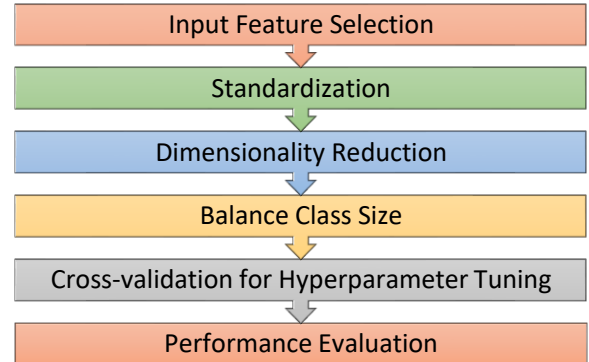 Input Feature Selection
Standardization
Dimensionality Reduction
Balance Class Size
Cross-validation for Hyperparameter Tuning
Performance Evaluation